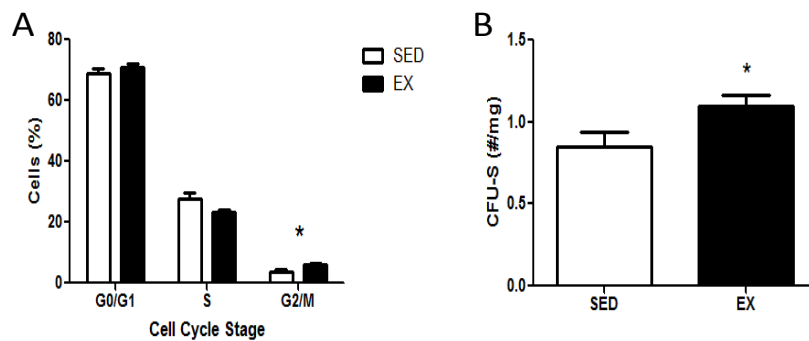 A
80
60
40
20
0
Cells (%)
*
G0/G1 S G2/M
Cell Cycle Stage
SED
EX
B
1.5
1.0
0.5
0.0
CFU-S (#/mg)
*
SED EX